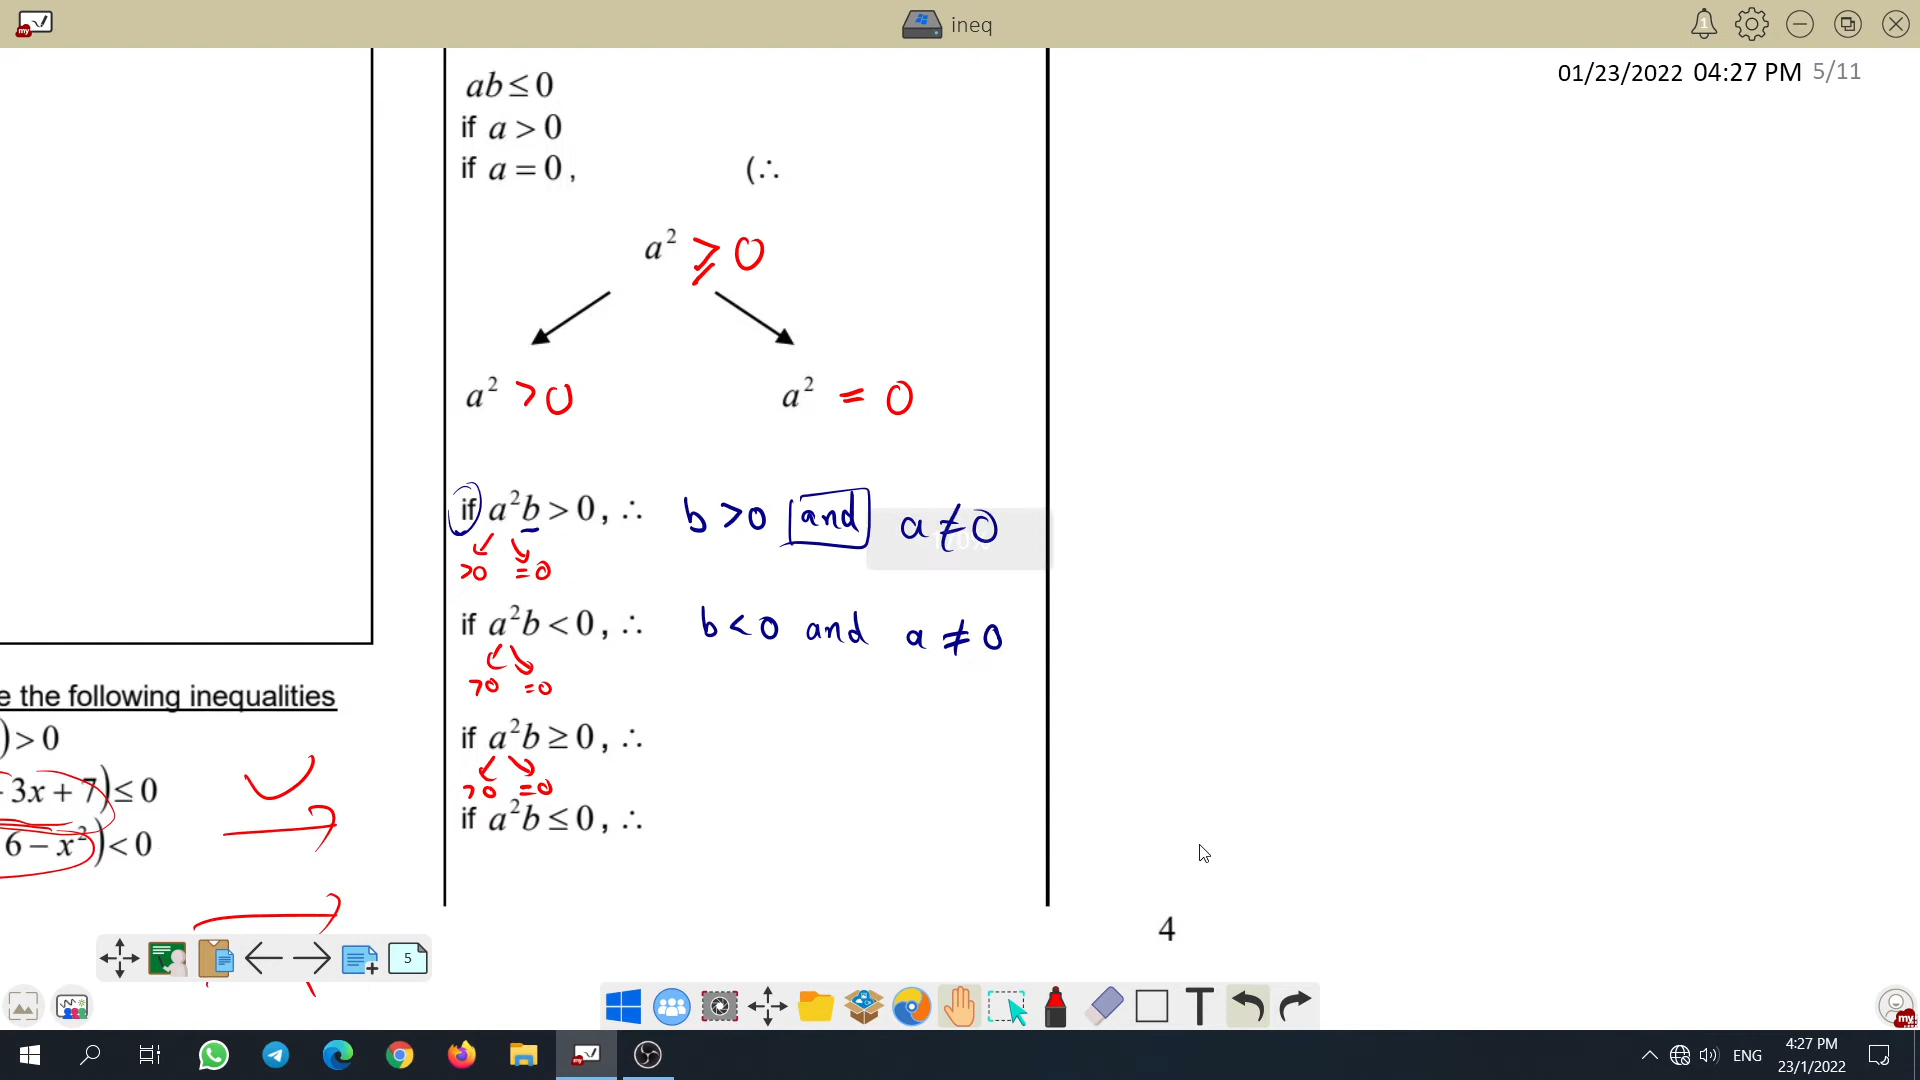 ineq
01/23/2022 04:27 PM 5/11
ab ≤ 0
if a > 0
if a = 0, (∴
a² ≥ 0
a² > 0 a² = 0
if a²b > 0, ∴ b > 0 and a ≠ 0
>0 =0
if a²b < 0, ∴ b < 0 and a ≠ 0
>0 =0
if a²b ≥ 0, ∴
>0 =0
if a²b ≤ 0, ∴
e the following inequalities
) > 0
3x + 7) ≤ 0
6 − x²) < 0
4
5
T
my
ENG
4:27 PM
23/1/2022